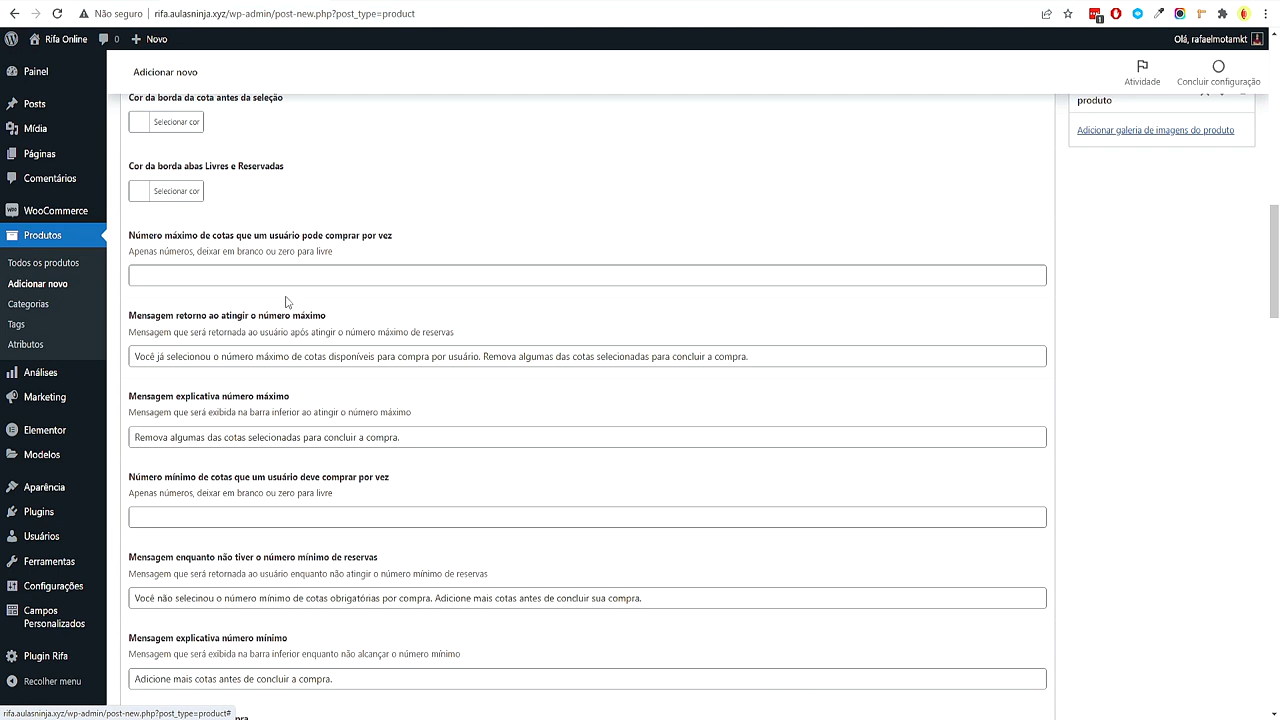 Não seguro
rifa.aulasninja.xyz/wp-admin/post-new.php?post_type=product
1
Rifa Online
0
Novo
Olá, rafaelmotamkt
Painel
Posts
Mídia
Páginas
Comentários
WooCommerce
Produtos
Todos os produtos
Adicionar novo
Categorias
Tags
Atributos
Análises
Marketing
Elementor
Modelos
Aparência
Plugins
Usuários
Ferramentas
Configurações
Campos
Personalizados
Plugin Rifa
Recolher menu
Adicionar novo
Atividade
Concluir configuração
Cor da borda da cota antes da seleção
Selecionar cor
Cor da borda abas Livres e Reservadas
Selecionar cor
Número máximo de cotas que um usuário pode comprar por vez
Apenas números, deixar em branco ou zero para livre
Mensagem retorno ao atingir o número máximo
Mensagem que será retornada ao usuário após atingir o número máximo de reservas
Você já selecionou o número máximo de cotas disponíveis para compra por usuário. Remova algumas das cotas selecionadas para concluir a compra.
Mensagem explicativa número máximo
Mensagem que será exibida na barra inferior ao atingir o número máximo
Remova algumas das cotas selecionadas para concluir a compra.
Número mínimo de cotas que um usuário deve comprar por vez
Apenas números, deixar em branco ou zero para livre
Mensagem enquanto não tiver o número mínimo de reservas
Mensagem que será retornada ao usuário enquanto não atingir o número mínimo de reservas
Você não selecinou o número mínimo de cotas obrigatórias por compra. Adicione mais cotas antes de concluir sua compra.
Mensagem explicativa número mínimo
Mensagem que será exibida na barra inferior enquanto não alcançar o número mínimo
Adicione mais cotas antes de concluir a compra.
produto
Adicionar galeria de imagens do produto
rifa.aulasninja.xyz/wp-admin/post-new.php?post_type=product#